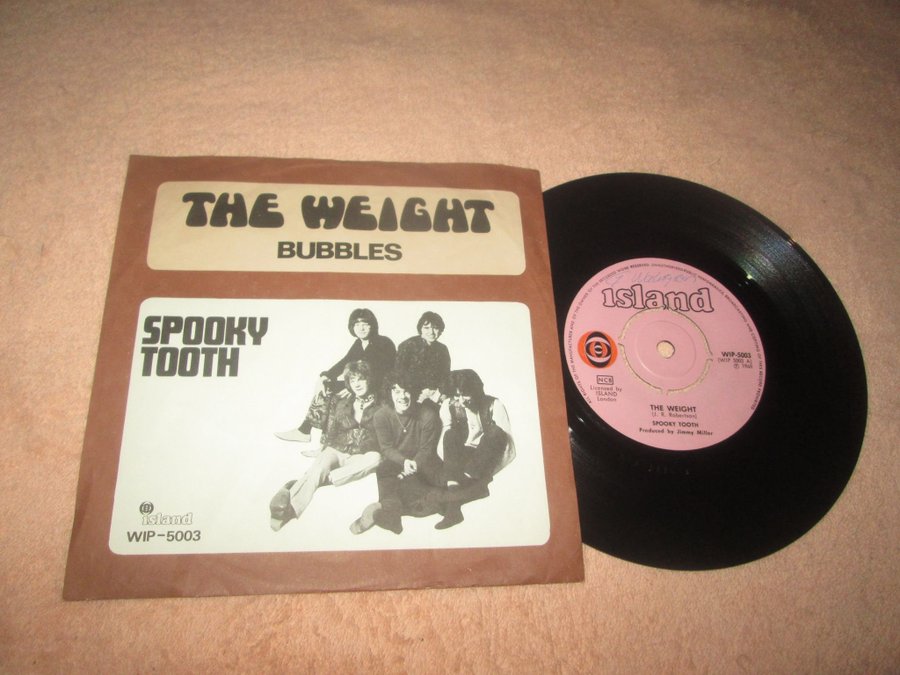 THE WEIGHT
BUBBLES
SPOOKY
TOOTH
island
WIP-5003
island
WIP-5003
℗ 1968
NCB
Licensed by
ISLAND
London
THE WEIGHT
(J. R. Robertson)
SPOOKY TOOTH
Produced by Jimmy Miller